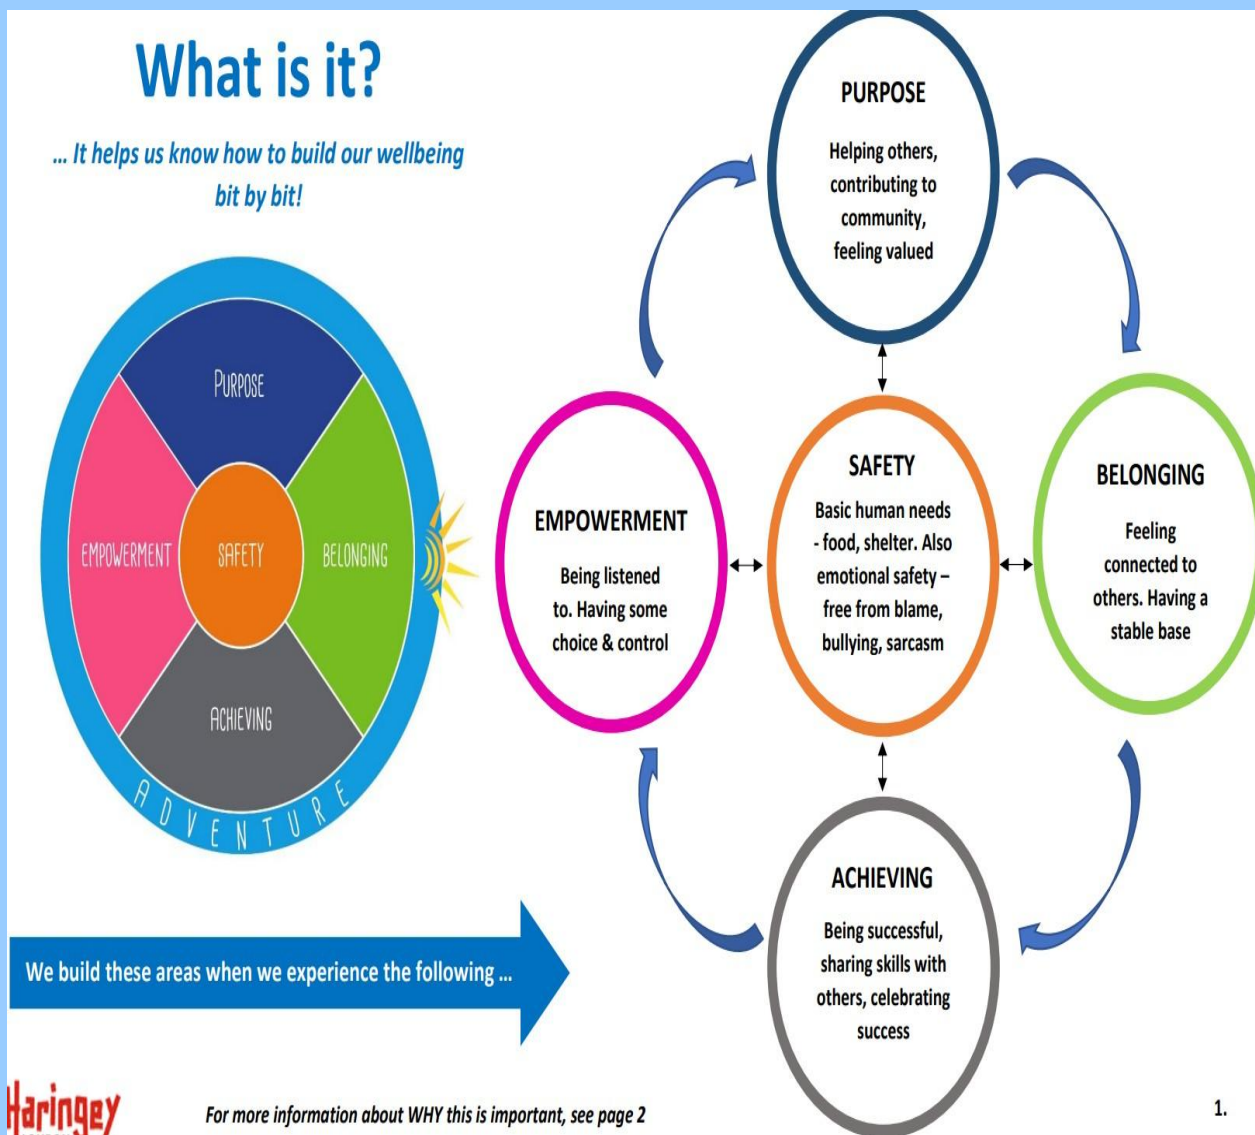 What is it?
... It helps us know how to build our wellbeing
bit by bit!
PURPOSE
EMPOWERMENT
SAFETY
BELONGING
ACHIEVING
ADVENTURE
We build these areas when we experience the following ...
PURPOSE
Helping others,
contributing to
community,
feeling valued
EMPOWERMENT
Being listened
to. Having some
choice & control
SAFETY
Basic human needs
- food, shelter. Also
emotional safety –
free from blame,
bullying, sarcasm
BELONGING
Feeling
connected to
others. Having a
stable base
ACHIEVING
Being successful,
sharing skills with
others, celebrating
success
Haringey
For more information about WHY this is important, see page 2
1.